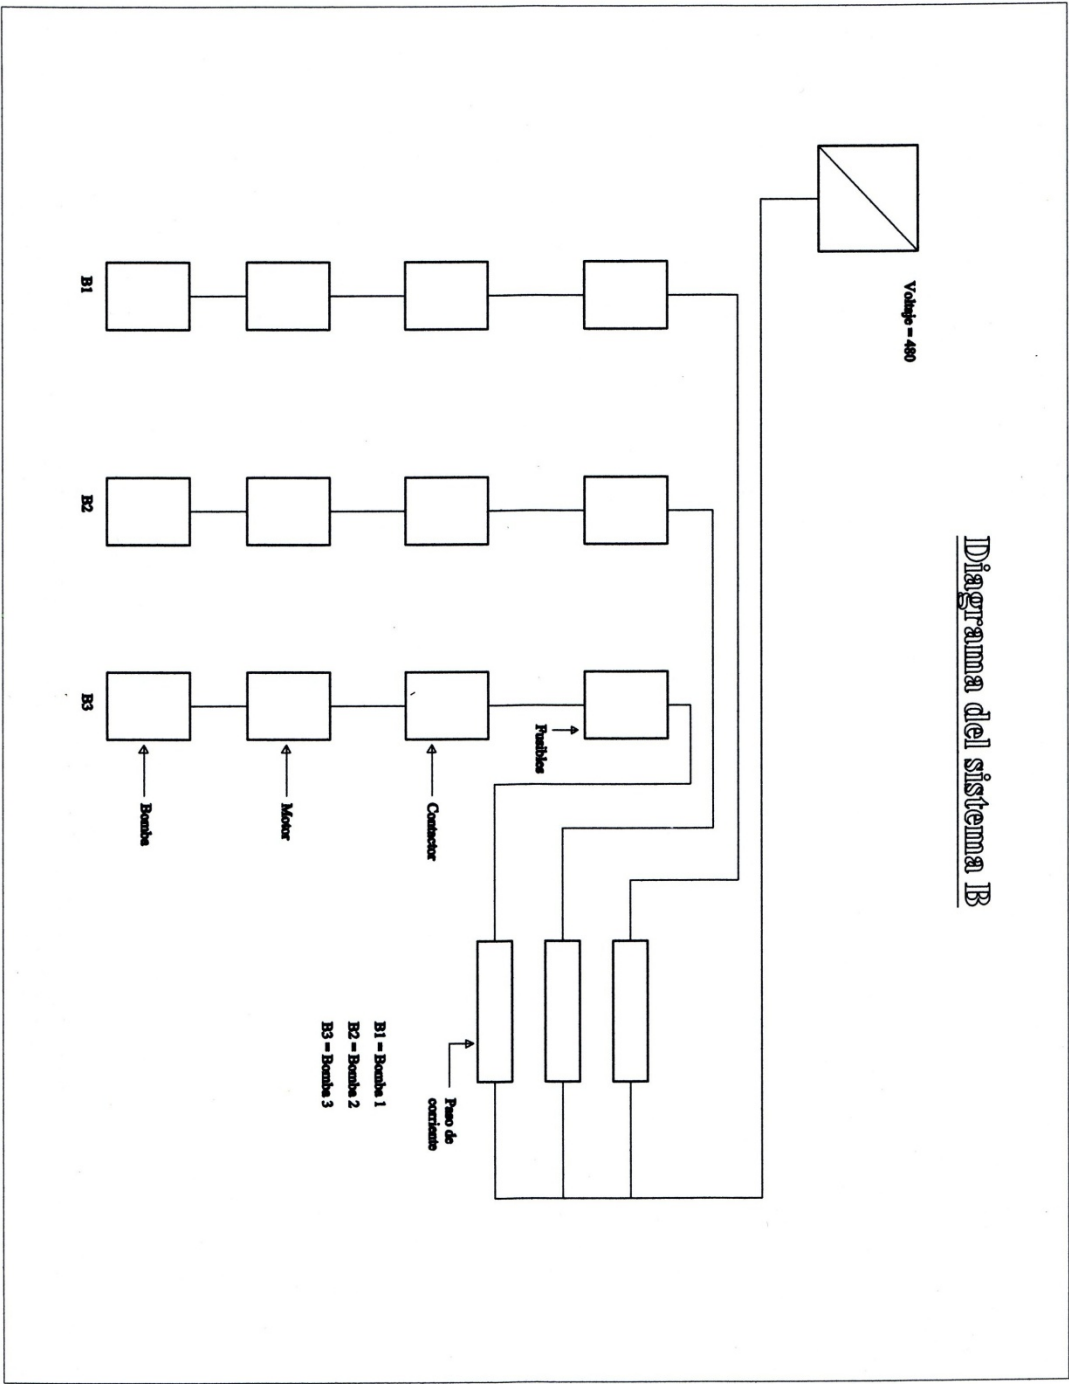 Diagrama del sistema B
Voltaje = 480
Fusibles
Contactor
Motor
Bomba
Paso de
corriente
B1 = Bomba 1
B2 = Bomba 2
B3 = Bomba 3
B1
B2
B3